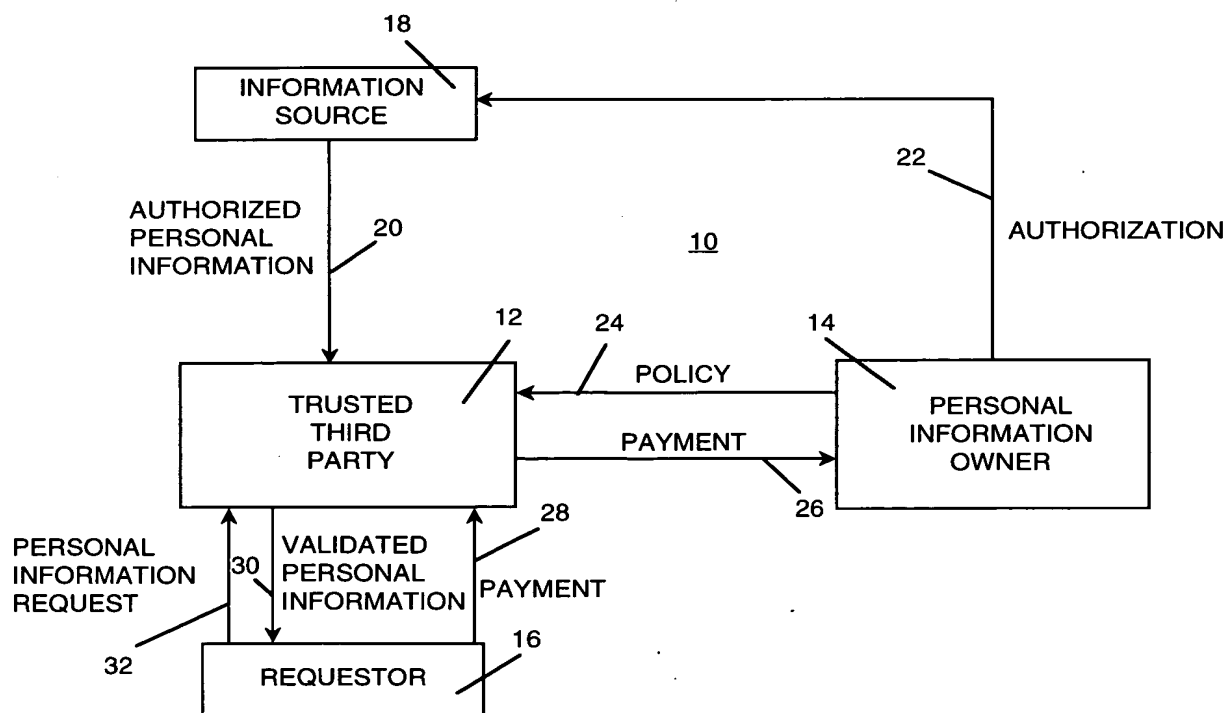 18
INFORMATION
SOURCE
22
AUTHORIZED
PERSONAL
INFORMATION
20
10
AUTHORIZATION
12
24
14
POLICY
TRUSTED
THIRD
PARTY
PERSONAL
INFORMATION
OWNER
PAYMENT
26
28
PERSONAL
INFORMATION
REQUEST
30
VALIDATED
PERSONAL
INFORMATION
PAYMENT
32
16
REQUESTOR